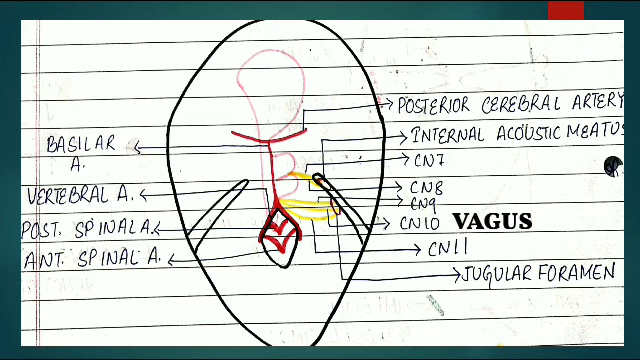 POSTERIOR CEREBRAL ARTERY
INTERNAL ACOUSTIC MEATUS
CN7
CN8
CN9
CN10 VAGUS
CN11
JUGULAR FORAMEN
BASILAR
A.
VERTEBRAL A.
POST. SPINAL A.
ANT. SPINAL A.